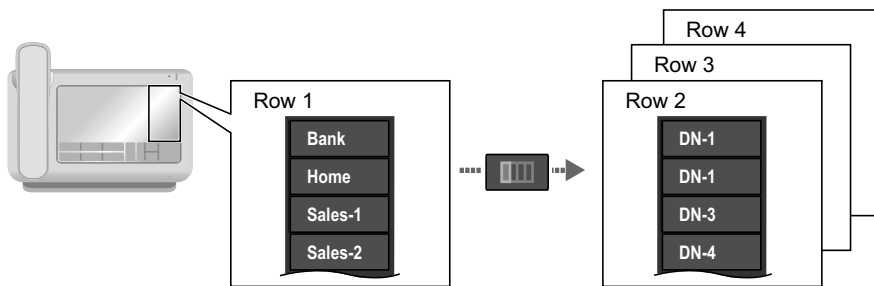 Row 4
Row 3
Row 1
Row 2
Bank
Home
Sales-1
Sales-2
DN-1
DN-1
DN-3
DN-4